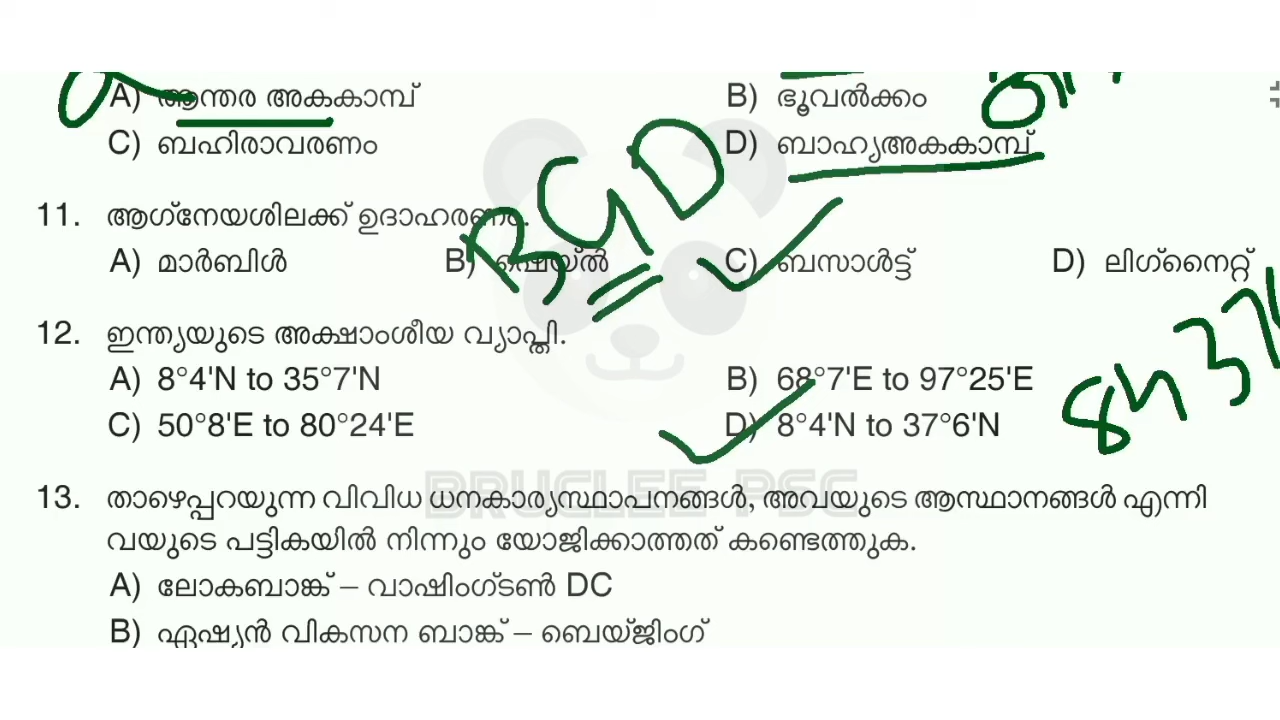 A) ആന്തര അകകാമ്പ് B) ഭൂവൽക്കം
C) ബഹിരാവരണം D) ബാഹ്യഅകകാമ്പ്
BGD
11. ആഗ്നേയശിലക്ക് ഉദാഹരണം.
A) മാർബിൾ B) ഷെയ്ൽ C) ബസാൾട്ട് D) ലിഗ്നൈറ്റ്
12. ഇന്ത്യയുടെ അക്ഷാംശീയ വ്യാപ്തി.
A) 8°4'N to 35°7'N B) 68°7'E to 97°25'E
C) 50°8'E to 80°24'E D) 8°4'N to 37°6'N
84 37
BRUCLEE PSC
13. താഴെപ്പറയുന്ന വിവിധ ധനകാര്യസ്ഥാപനങ്ങൾ, അവയുടെ ആസ്ഥാനങ്ങൾ എന്നി
വയുടെ പട്ടികയിൽ നിന്നും യോജിക്കാത്തത് കണ്ടെത്തുക.
A) ലോകബാങ്ക് – വാഷിംഗ്ടൺ DC
B) ഏഷ്യൻ വികസന ബാങ്ക് – ബെയ്ജിംഗ്